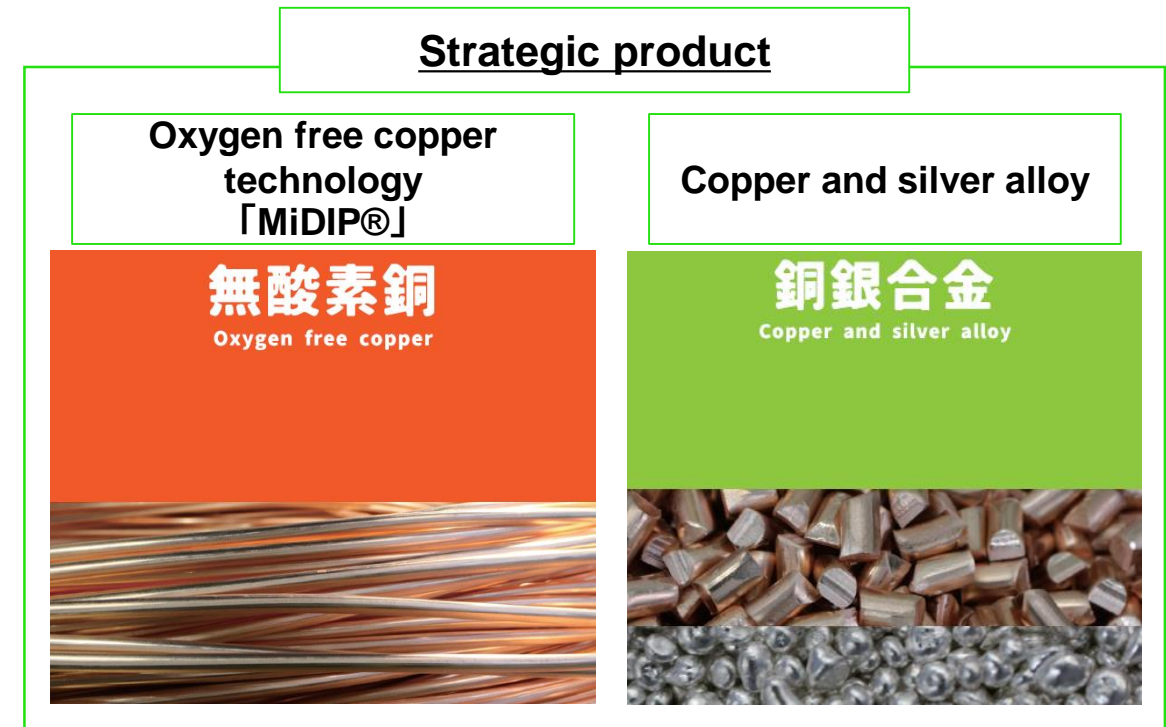 Strategic product
Oxygen free copper
technology
「MiDIP®」
無酸素銅
Oxygen free copper
Copper and silver alloy
銅銀合金
Copper and silver alloy